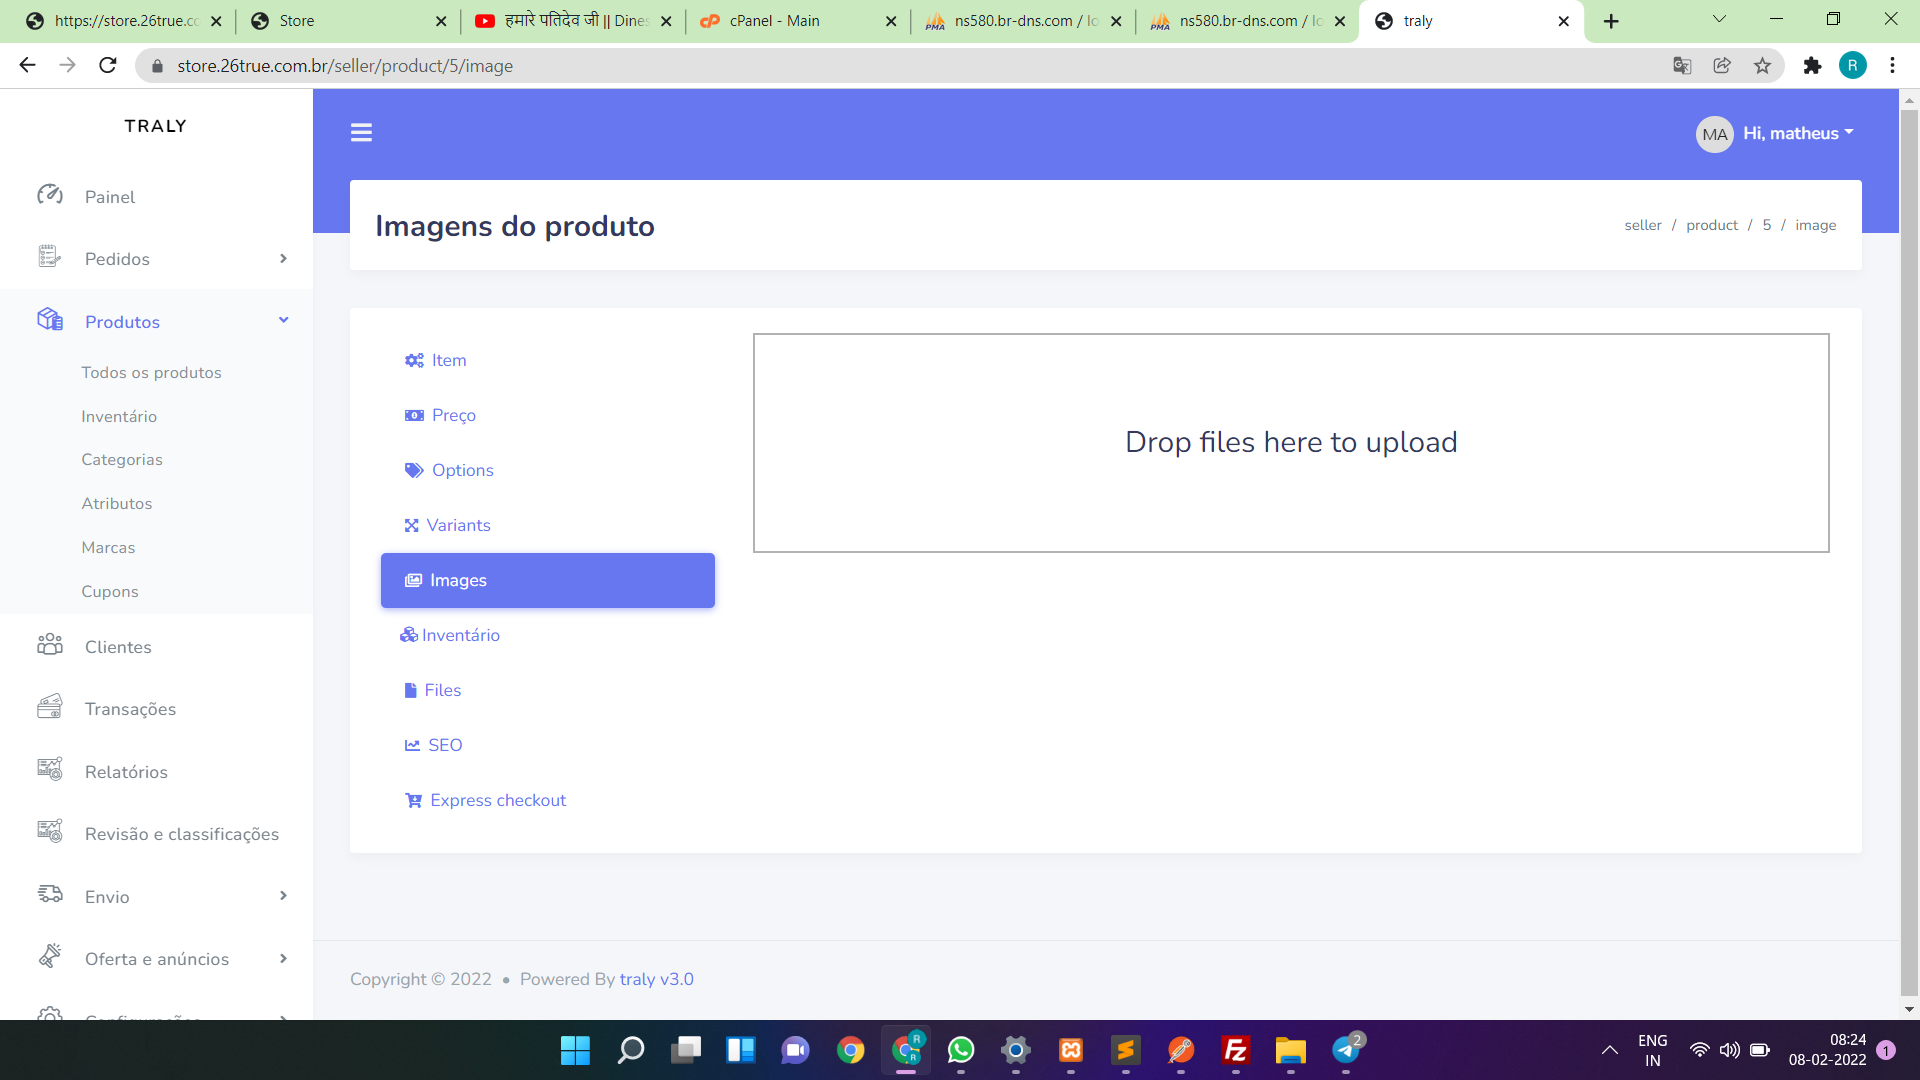 https://store.26true.co
Store
हमारे पतिदेव जी || Dines
cPanel - Main
ns580.br-dns.com / lo
ns580.br-dns.com / lo
traly
store.26true.com.br/seller/product/5/image
R
TRALY
MA
Hi, matheus
Painel
Imagens do produto
seller / product / 5 / image
Pedidos
Produtos
Todos os produtos
Inventário
Categorias
Atributos
Marcas
Cupons
Clientes
Transações
Relatórios
Revisão e classificações
Envio
Oferta e anúncios
Configurações
Item
Preço
Options
Variants
Images
Inventário
Files
SEO
Express checkout
Drop files here to upload
Copyright © 2022 • Powered By traly v3.0
R
R
2
ENG
IN
08:24
08-02-2022
1